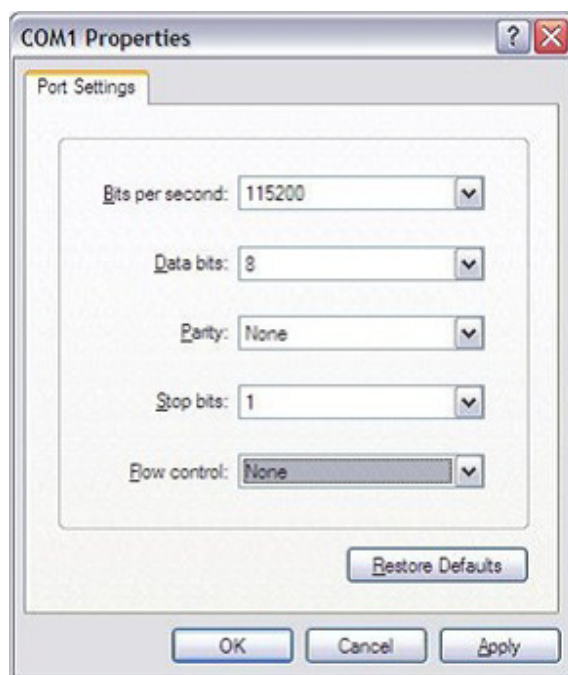 COM1 Properties
?
Port Settings
Bits per second: 115200
Data bits: 8
Parity: None
Stop bits: 1
Flow control: None
Restore Defaults
OK Cancel Apply